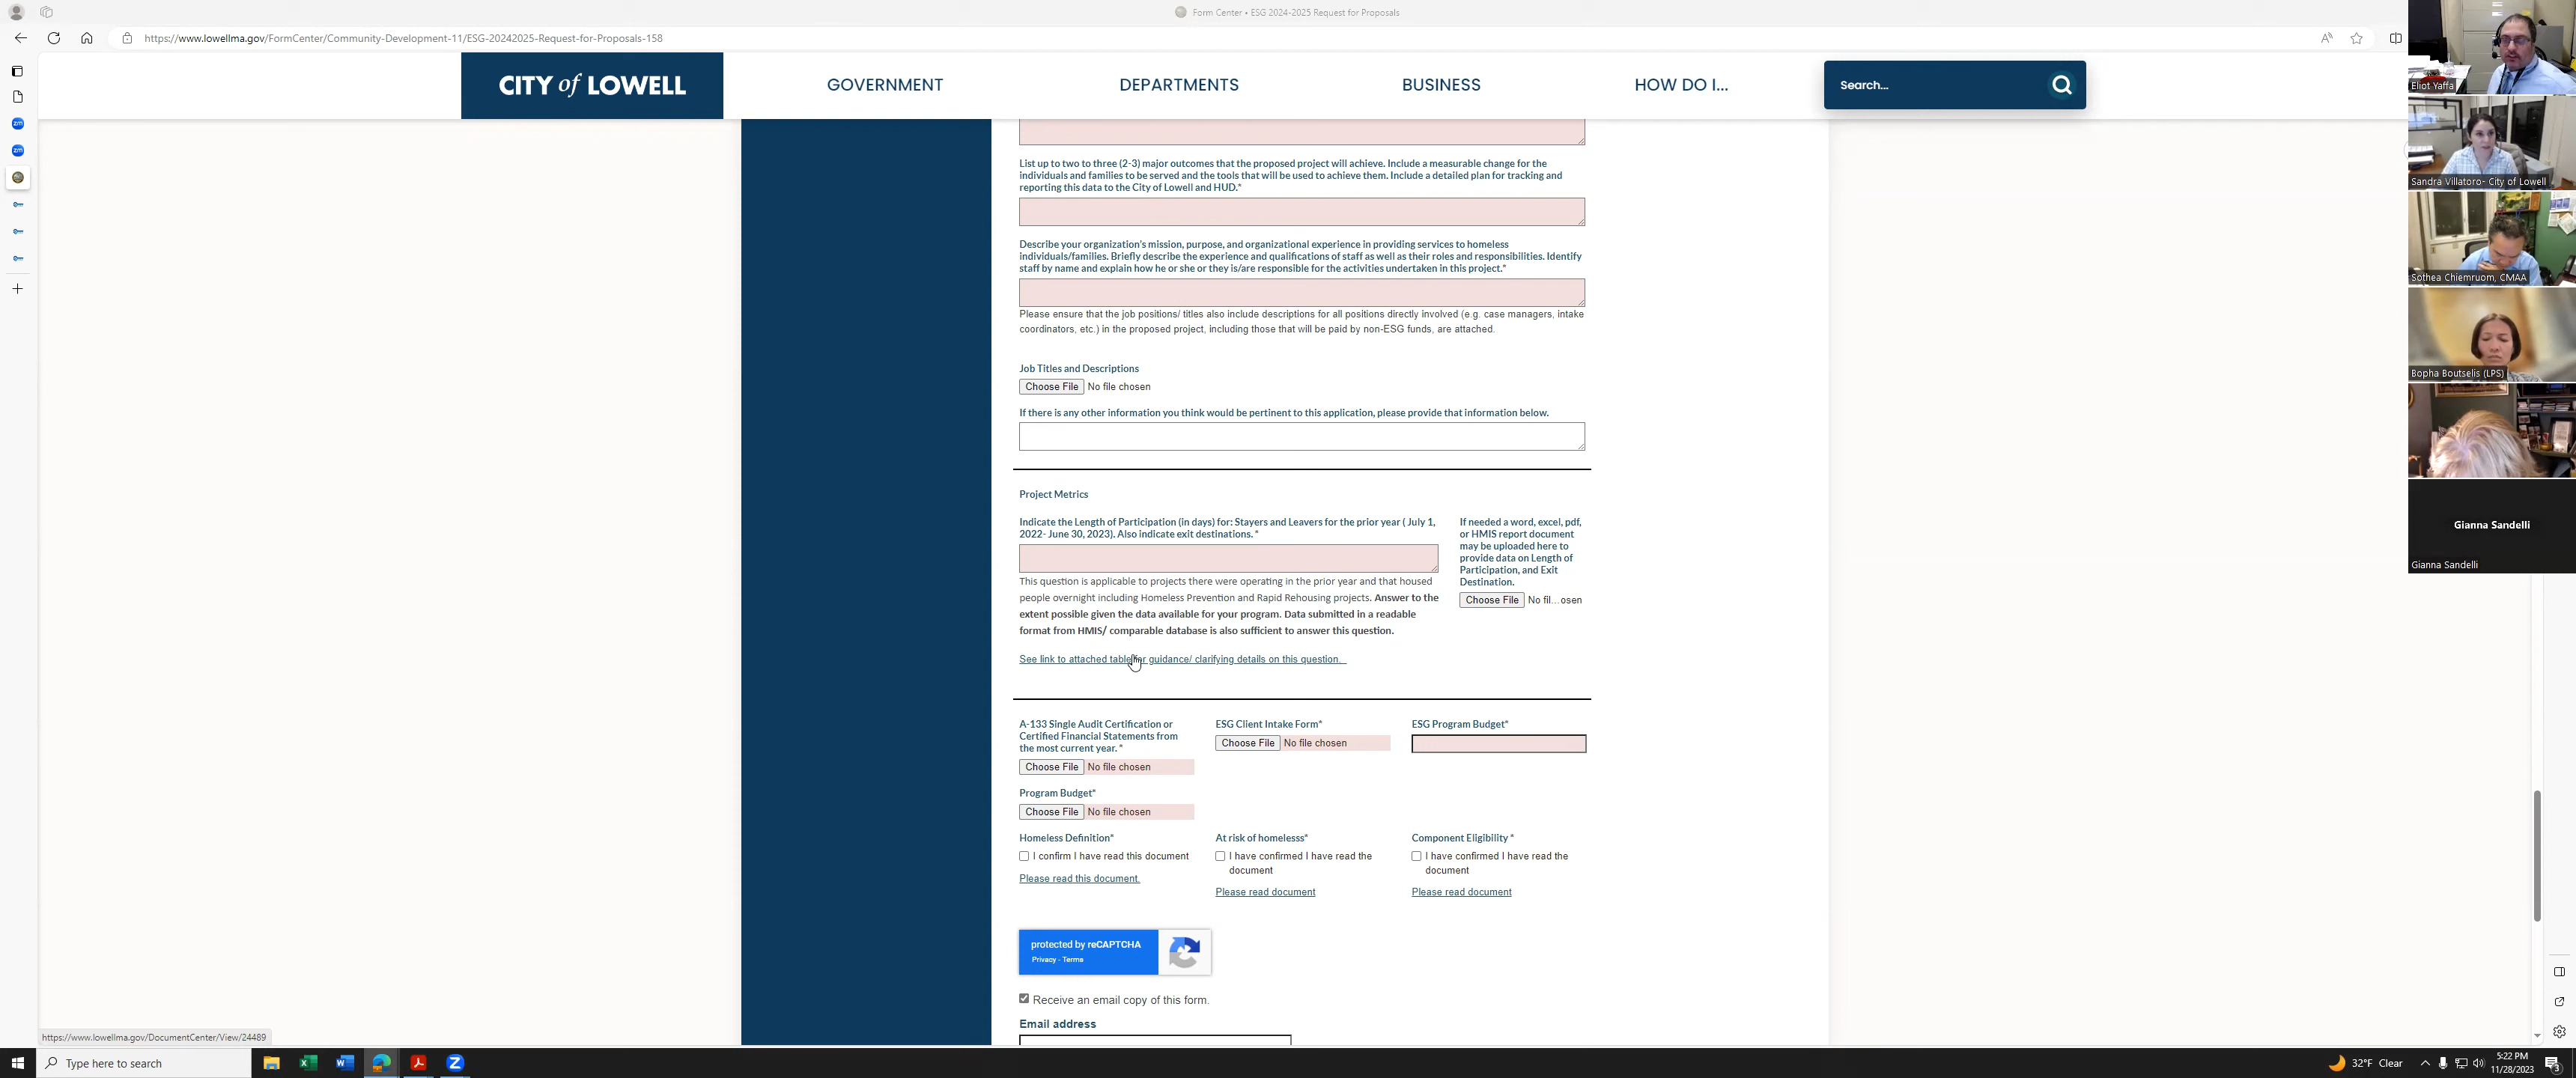 Form Center • ESG 2024-2025 Request for Proposals
https://www.lowellma.gov/FormCenter/Community-Development-11/ESG-20242025-Request-for-Proposals-158
CITY of LOWELL
GOVERNMENT
DEPARTMENTS
BUSINESS
HOW DO I...
Search...
zm
zm
List up to two to three (2-3) major outcomes that the proposed project will achieve. Include a measurable change for the
individuals and families to be served and the tools that will be used to achieve them. Include a detailed plan for tracking and
reporting this data to the City of Lowell and HUD.*
Describe your organization's mission, purpose, and organizational experience in providing services to homeless
individuals/families. Briefly describe the experience and qualifications of staff as well as their roles and responsibilities. Identify
staff by name and explain how he or she or they is/are responsible for the activities undertaken in this project.*
Please ensure that the job positions/ titles also include descriptions for all positions directly involved (e.g. case managers, intake
coordinators, etc.) in the proposed project, including those that will be paid by non-ESG funds, are attached.
Job Titles and Descriptions
Choose File No file chosen
If there is any other information you think would be pertinent to this application, please provide that information below.
Project Metrics
Indicate the Length of Participation (in days) for: Stayers and Leavers for the prior year ( July 1,
2022- June 30, 2023). Also indicate exit destinations. *
This question is applicable to projects there were operating in the prior year and that housed
people overnight including Homeless Prevention and Rapid Rehousing projects. Answer to the
extent possible given the data available for your program. Data submitted in a readable
format from HMIS/ comparable database is also sufficient to answer this question.
See link to attached table for guidance/ clarifying details on this question.
If needed a word, excel, pdf,
or HMIS report document
may be uploaded here to
provide data on Length of
Participation, and Exit
Destination.
Choose File No fil...osen
A-133 Single Audit Certification or
Certified Financial Statements from
the most current year. *
Choose File No file chosen
ESG Client Intake Form*
Choose File No file chosen
ESG Program Budget*
Program Budget*
Choose File No file chosen
Homeless Definition*
I confirm I have read this document
Please read this document.
At risk of homelesss*
I have confirmed I have read the
document
Please read document
Component Eligibility *
I have confirmed I have read the
document
Please read document
protected by reCAPTCHA
Privacy - Terms
Receive an email copy of this form.
Email address
https://www.lowellma.gov/DocumentCenter/View/24489
Eliot Yaffa
Sandra Villatoro- City of Lowell
Sothea Chiemruom, CMAA
Bopha Boutselis (LPS)
Gianna Sandelli
Gianna Sandelli
Type here to search
32°F Clear
5:22 PM
11/28/2023
3